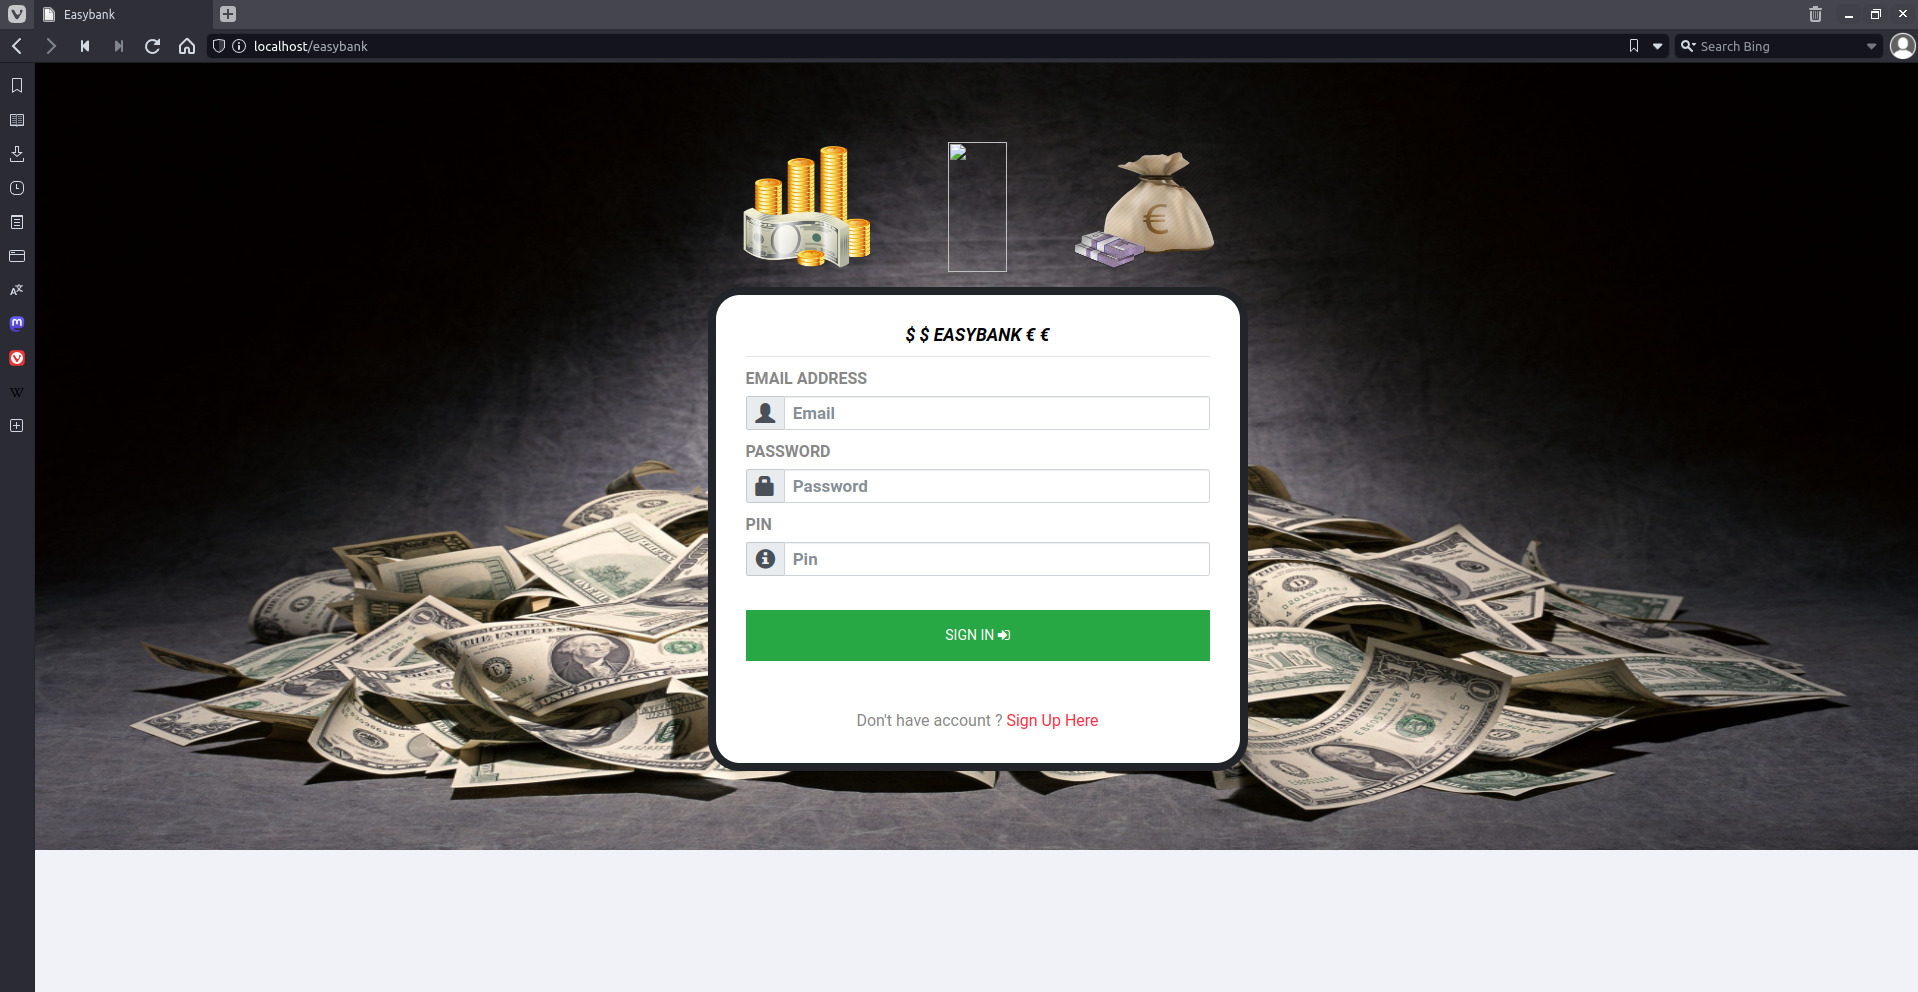 Easybank
localhost/easybank
Search Bing
$ $ EASYBANK € €
EMAIL ADDRESS
Email
PASSWORD
Password
PIN
Pin
SIGN IN
Don't have account ? Sign Up Here